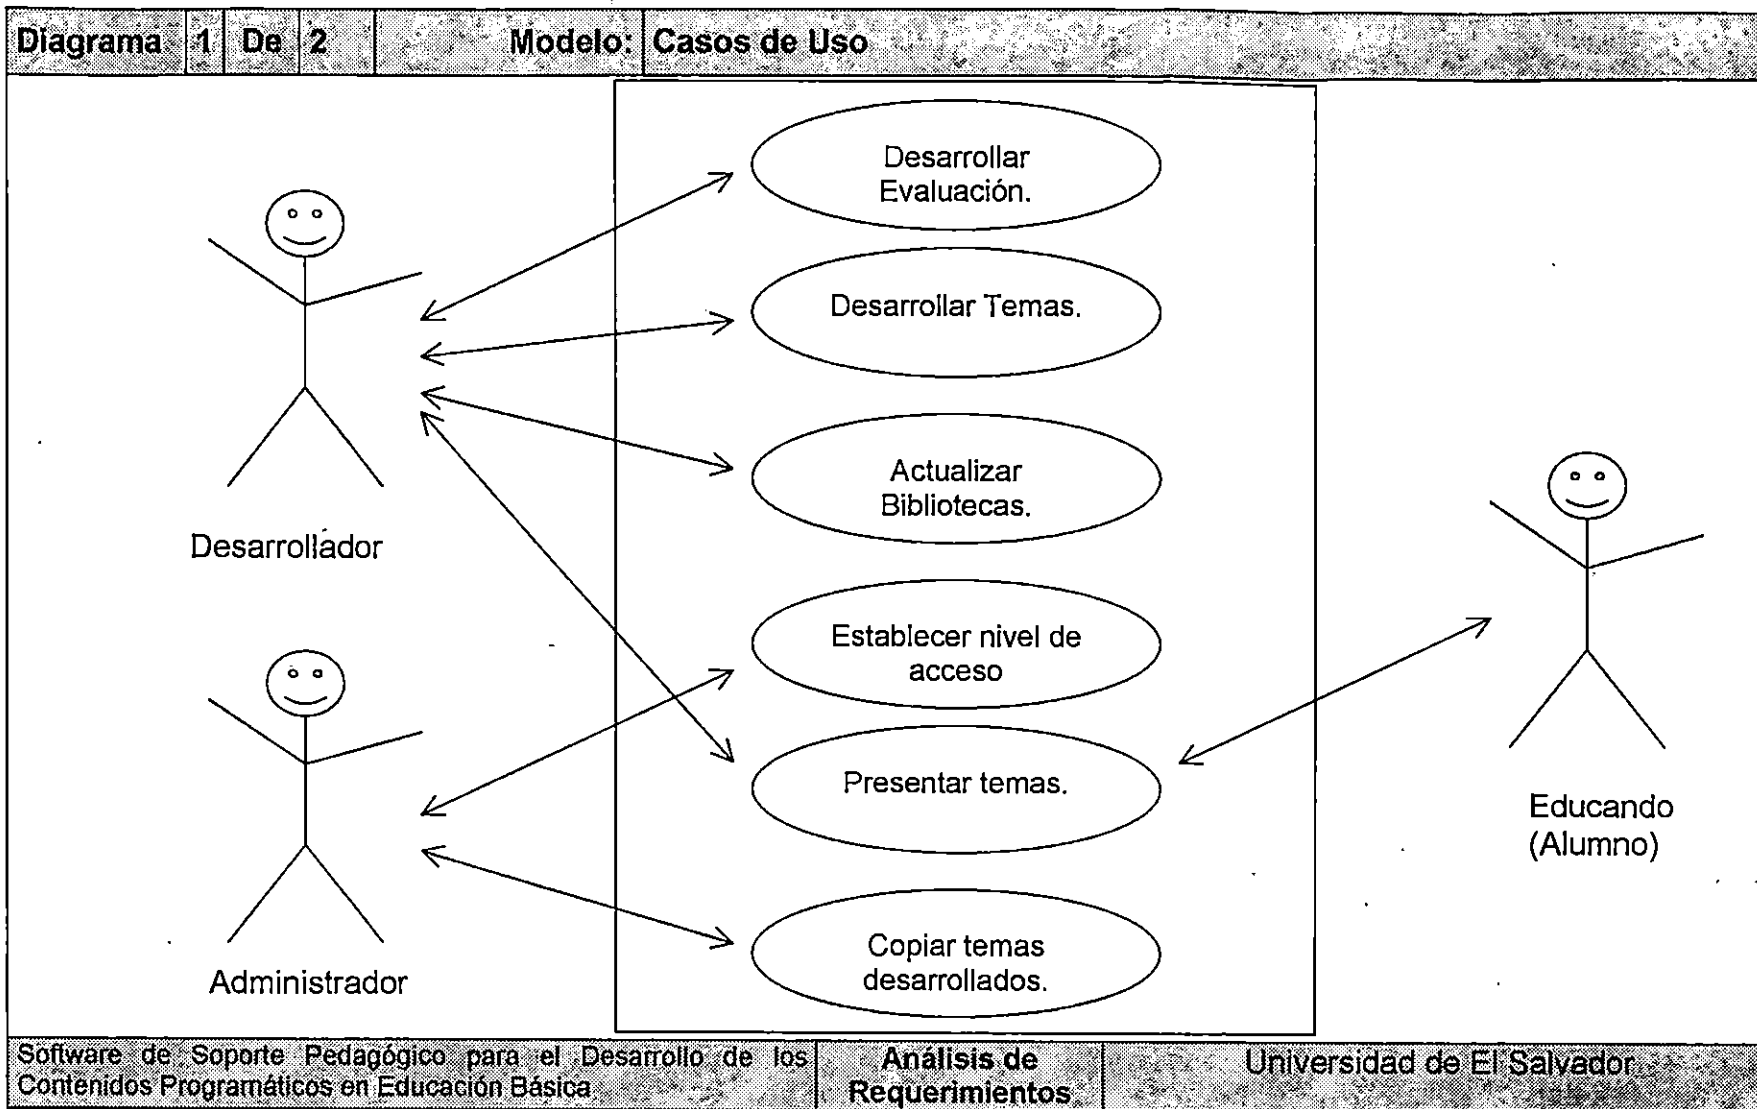 Diagrama 1 De 2 Modelo: Casos de Uso
Desarrollar
Evaluación.
Desarrollar Temas.
Actualizar
Bibliotecas.
Desarrollador
Establecer nivel de
acceso
Presentar temas.
Educando
(Alumno)
Copiar temas
desarrollados.
Administrador
Software de Soporte Pedagógico para el Desarrollo de los
Contenidos Programáticos en Educación Básica
Análisis de
Requerimientos
Universidad de El Salvador